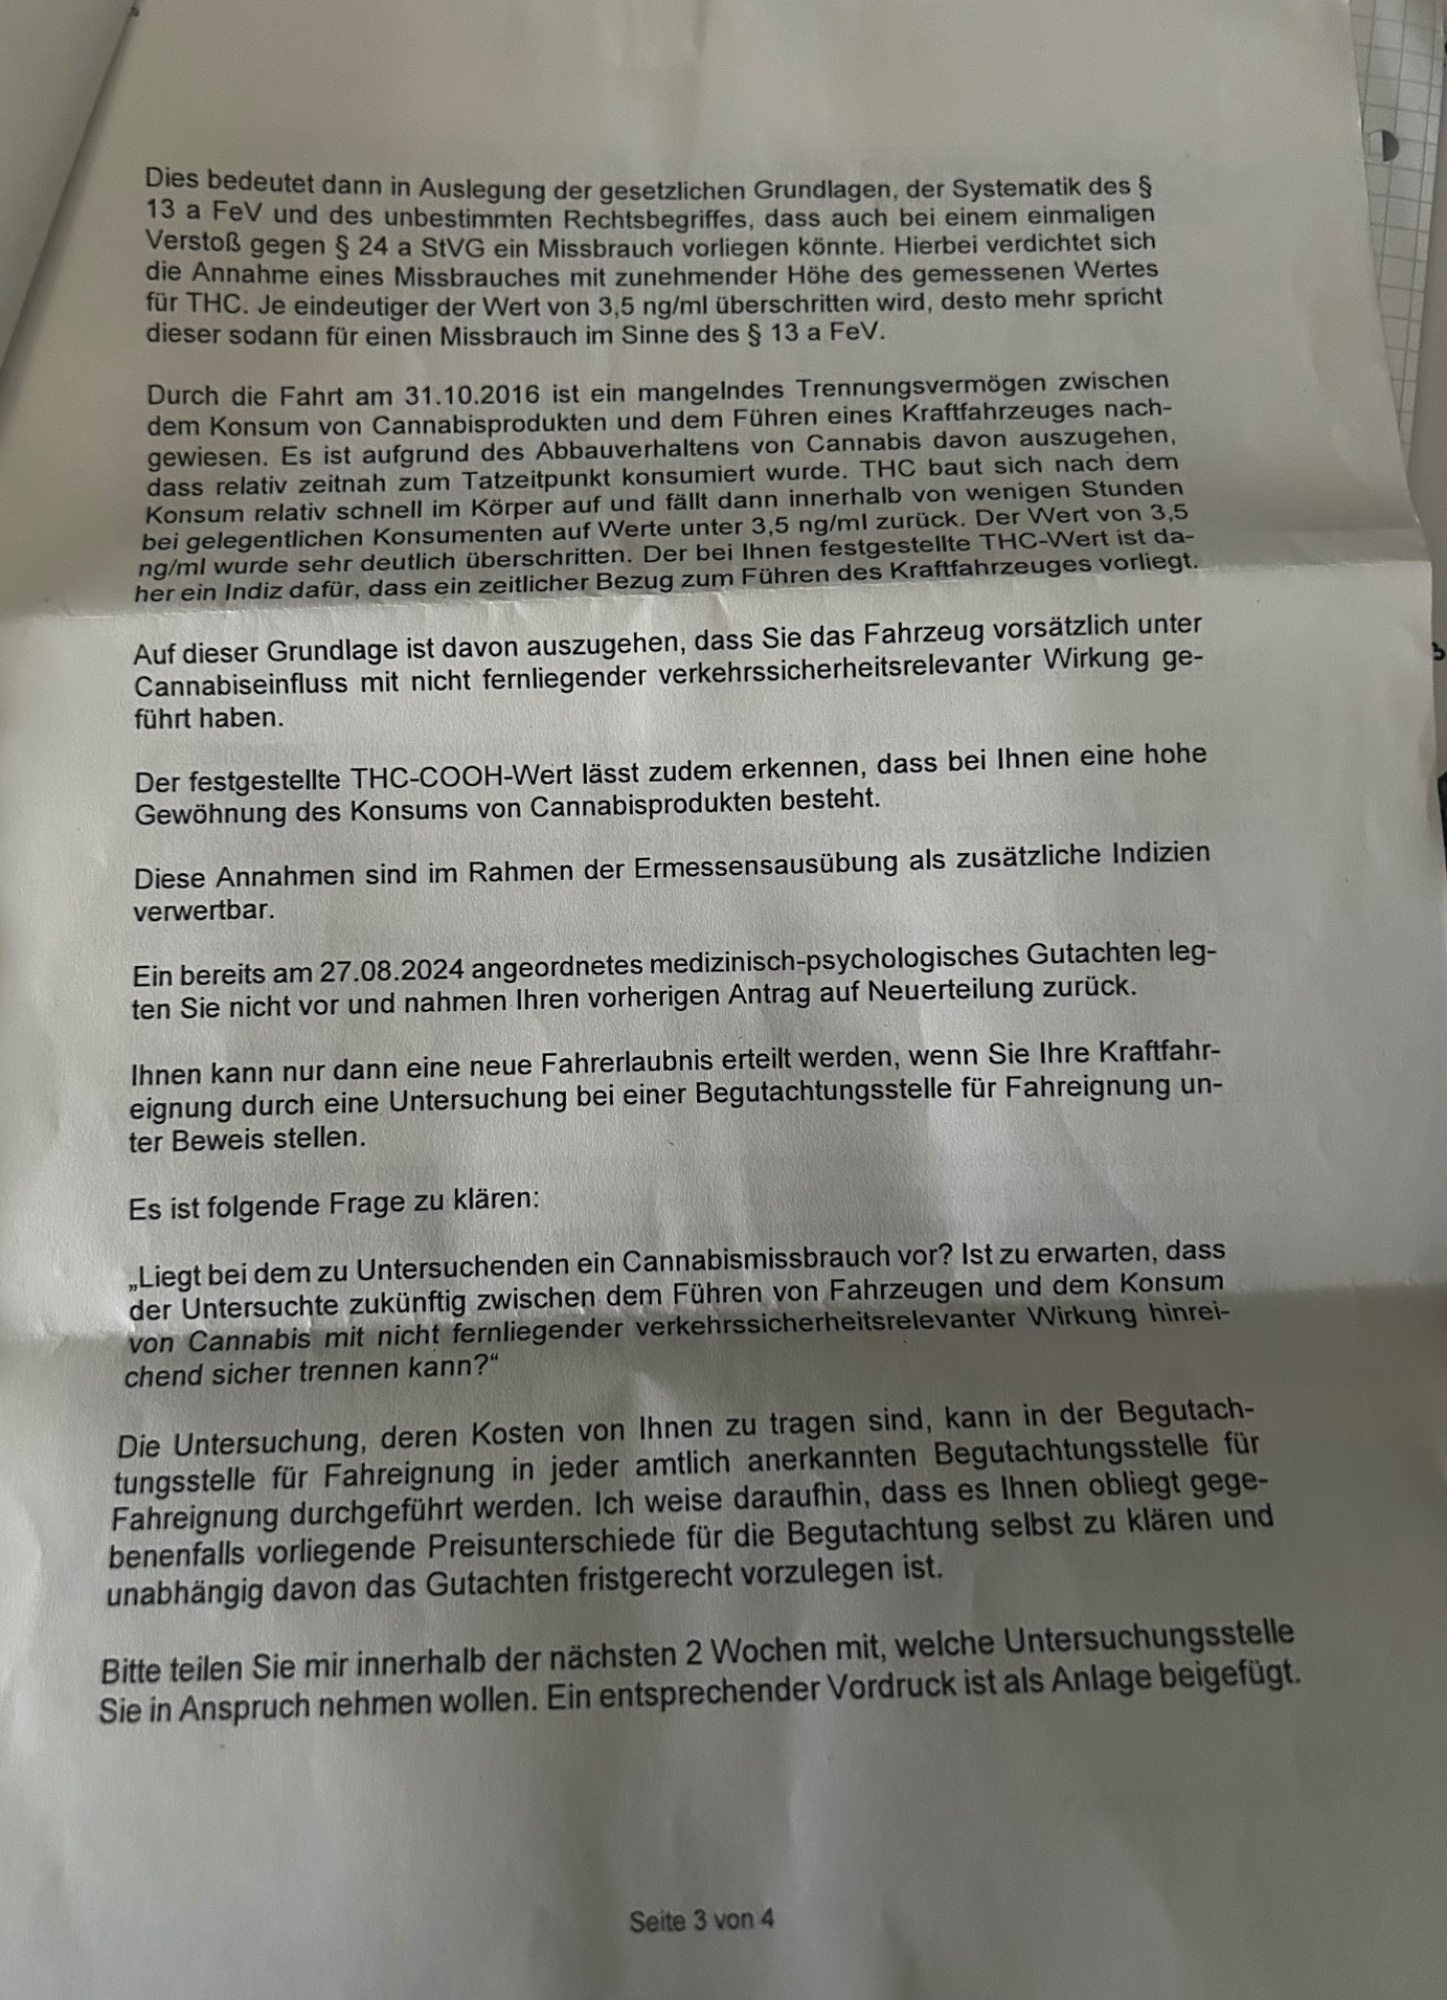 Dies bedeutet dann in Auslegung der gesetzlichen Grundlagen, der Systematik des §
13 a FeV und des unbestimmten Rechtsbegriffes, dass auch bei einem einmaligen
Verstoß gegen § 24 a StVG ein Missbrauch vorliegen könnte. Hierbei verdichtet sich
die Annahme eines Missbrauches mit zunehmender Höhe des gemessenen Wertes
für THC. Je eindeutiger der Wert von 3,5 ng/ml überschritten wird, desto mehr spricht
dieser sodann für einen Missbrauch im Sinne des § 13 a FeV.
Durch die Fahrt am 31.10.2016 ist ein mangelndes Trennungsvermögen zwischen
dem Konsum von Cannabisprodukten und dem Führen eines Kraftfahrzeuges nach-
gewiesen. Es ist aufgrund des Abbauverhaltens von Cannabis davon auszugehen,
dass relativ zeitnah zum Tatzeitpunkt konsumiert wurde. THC baut sich nach dem
Konsum relativ schnell im Körper auf und fällt dann innerhalb von wenigen Stunden
bei gelegentlichen Konsumenten auf Werte unter 3,5 ng/ml zurück. Der Wert von 3,5
ng/ml wurde sehr deutlich überschritten. Der bei Ihnen festgestellte THC-Wert ist da-
her ein Indiz dafür, dass ein zeitlicher Bezug zum Führen des Kraftfahrzeuges vorliegt.
Auf dieser Grundlage ist davon auszugehen, dass Sie das Fahrzeug vorsätzlich unter
Cannabiseinfluss mit nicht fernliegender verkehrssicherheitsrelevanter Wirkung ge-
führt haben.
Der festgestellte THC-COOH-Wert lässt zudem erkennen, dass bei Ihnen eine hohe
Gewöhnung des Konsums von Cannabisprodukten besteht.
Diese Annahmen sind im Rahmen der Ermessensausübung als zusätzliche Indizien
verwertbar.
Ein bereits am 27.08.2024 angeordnetes medizinisch-psychologisches Gutachten leg-
ten Sie nicht vor und nahmen Ihren vorherigen Antrag auf Neuerteilung zurück.
Ihnen kann nur dann eine neue Fahrerlaubnis erteilt werden, wenn Sie Ihre Kraftfahr-
eignung durch eine Untersuchung bei einer Begutachtungsstelle für Fahreignung un-
ter Beweis stellen.
Es ist folgende Frage zu klären:
„Liegt bei dem zu Untersuchenden ein Cannabismissbrauch vor? Ist zu erwarten, dass
der Untersuchte zukünftig zwischen dem Führen von Fahrzeugen und dem Konsum
von Cannabis mit nicht fernliegender verkehrssicherheitsrelevanter Wirkung hinrei-
chend sicher trennen kann?“
Die Untersuchung, deren Kosten von Ihnen zu tragen sind, kann in der Begutach-
tungsstelle für Fahreignung in jeder amtlich anerkannten Begutachtungsstelle für
Fahreignung durchgeführt werden. Ich weise daraufhin, dass es Ihnen obliegt gege-
benenfalls vorliegende Preisunterschiede für die Begutachtung selbst zu klären und
unabhängig davon das Gutachten fristgerecht vorzulegen ist.
Bitte teilen Sie mir innerhalb der nächsten 2 Wochen mit, welche Untersuchungsstelle
Sie in Anspruch nehmen wollen. Ein entsprechender Vordruck ist als Anlage beigefügt.
Seite 3 von 4